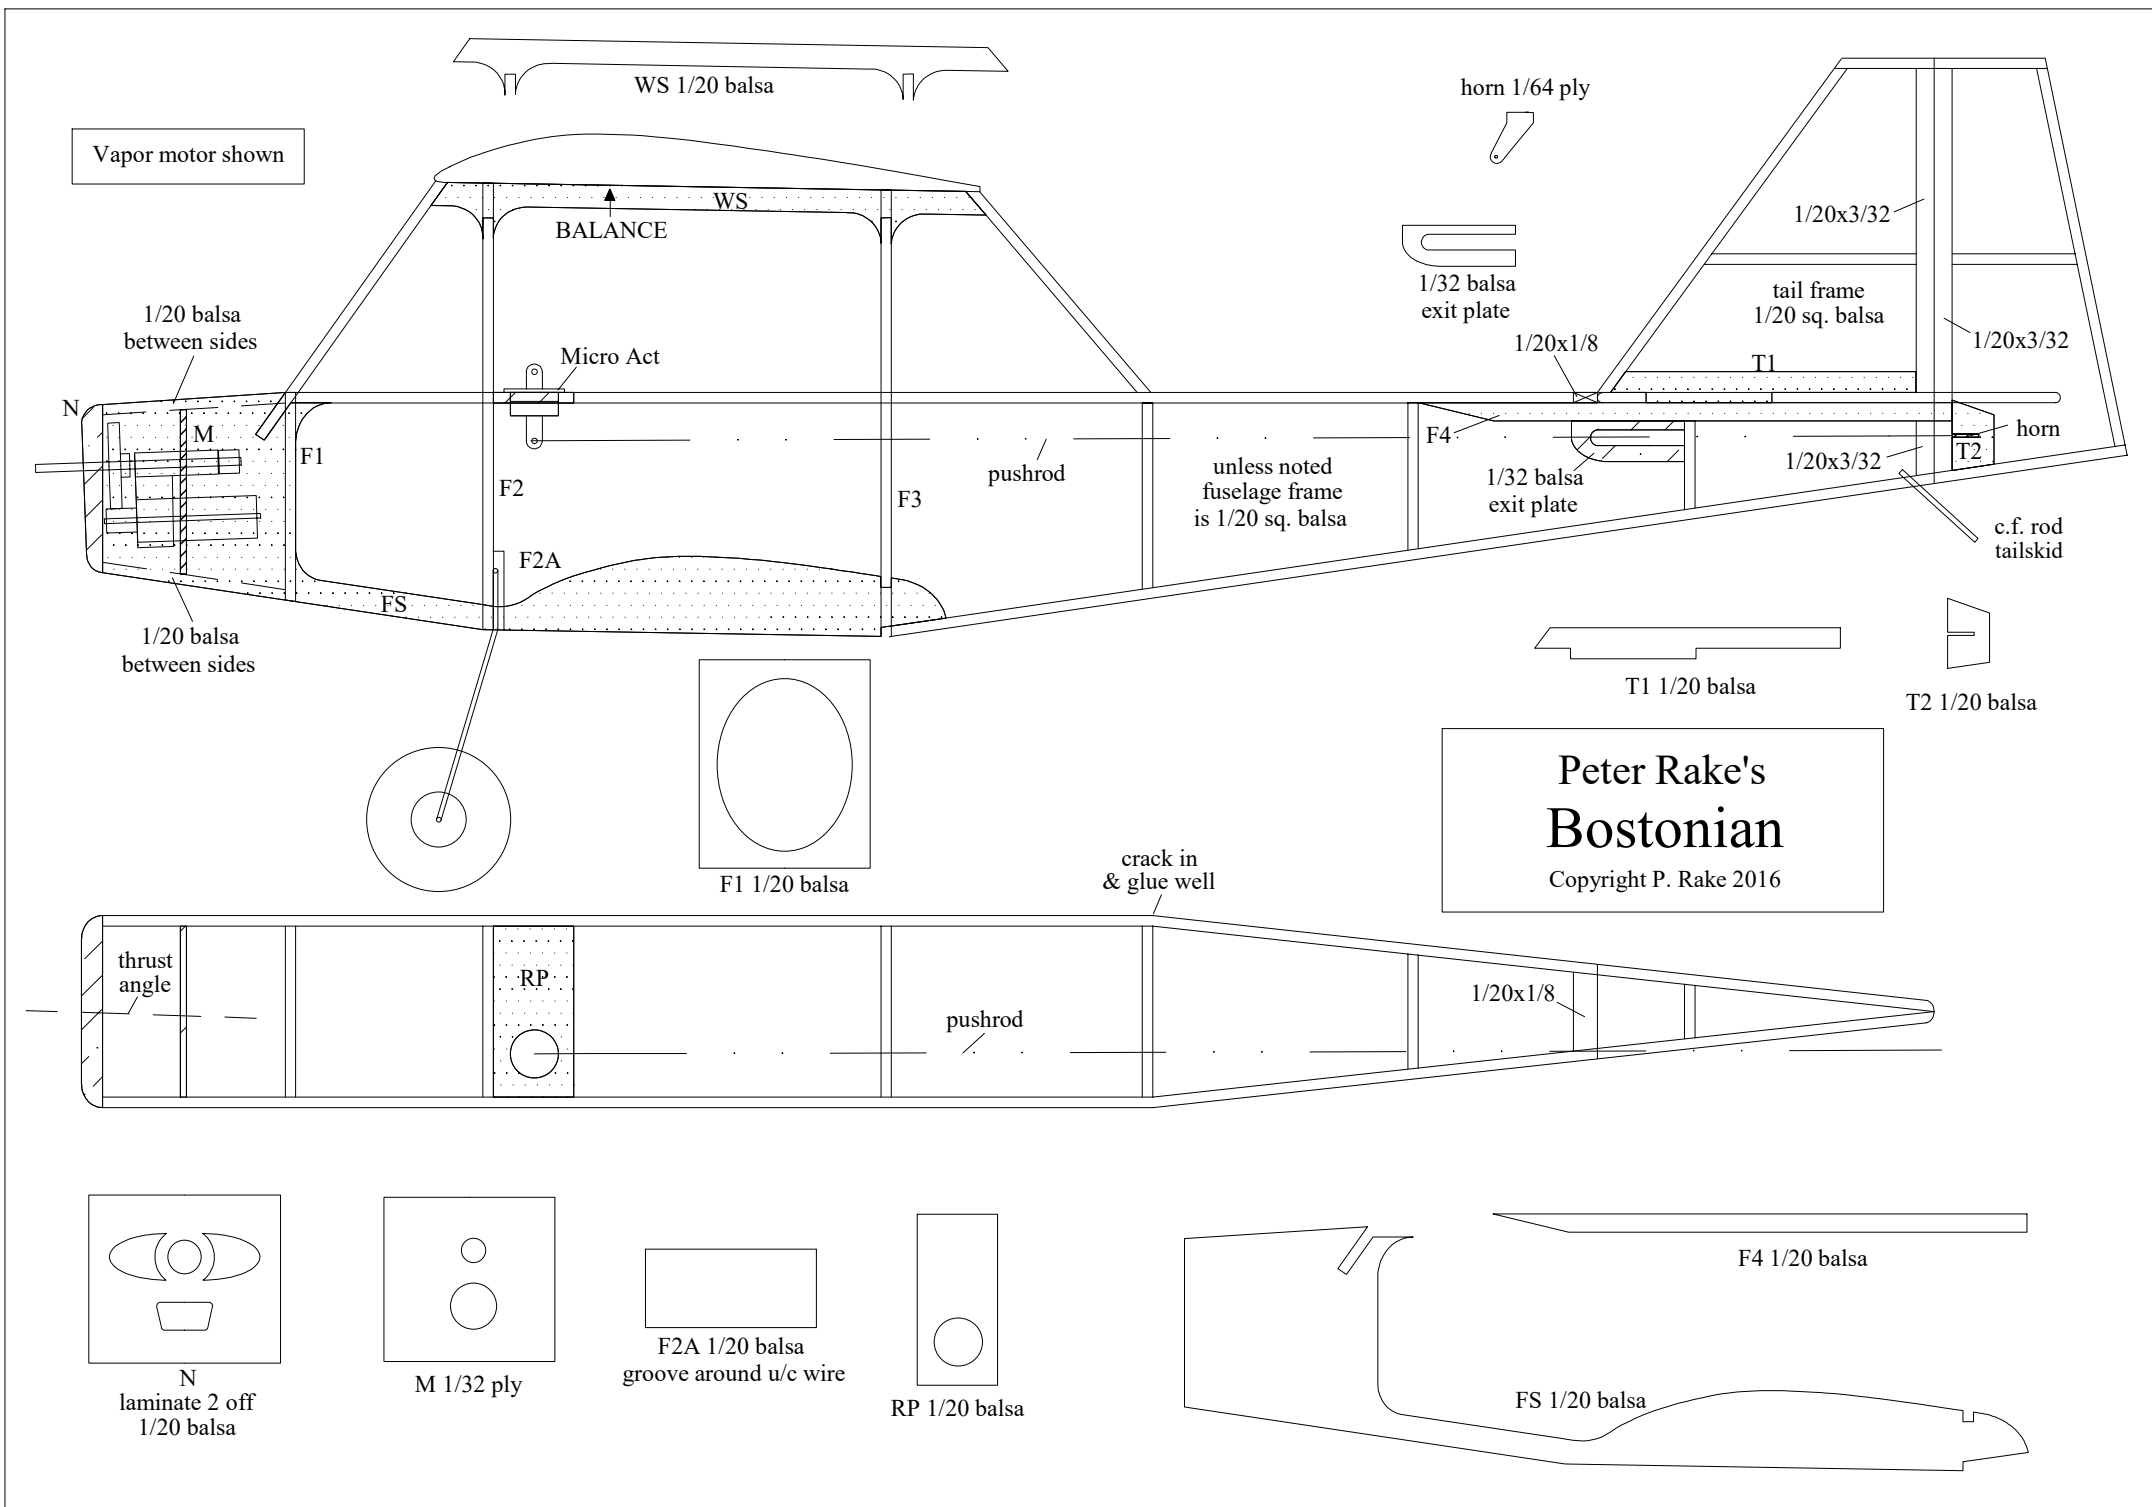 WS 1/20 balsa
horn 1/64 ply
Vapor motor shown
WS
BALANCE
1/20x3/32
1/32 balsa
exit plate
tail frame
1/20 sq. balsa
1/20 balsa
between sides
1/20x1/8
1/20x3/32
Micro Act
T1
N
M
F1
F4
horn
T2
pushrod
unless noted
fuselage frame
is 1/20 sq. balsa
1/20x3/32
1/32 balsa
exit plate
F2
F3
c.f. rod
tailskid
F2A
FS
1/20 balsa
between sides
T1 1/20 balsa
T2 1/20 balsa
Peter Rake's
Bostonian
Copyright P. Rake 2016
F1 1/20 balsa
crack in
& glue well
thrust
angle
RP
1/20x1/8
pushrod
N
laminate 2 off
1/20 balsa
M 1/32 ply
F2A 1/20 balsa
groove around u/c wire
RP 1/20 balsa
F4 1/20 balsa
FS 1/20 balsa